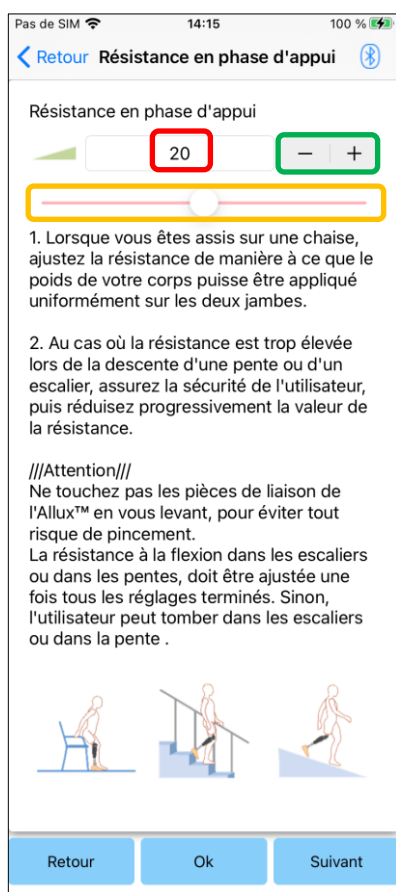 Pas de SIM 14:15 100 %
Retour Résistance en phase d'appui
Résistance en phase d'appui
20 − +
1. Lorsque vous êtes assis sur une chaise,
ajustez la résistance de manière à ce que le
poids de votre corps puisse être appliqué
uniformément sur les deux jambes.
2. Au cas où la résistance est trop élevée
lors de la descente d'une pente ou d'un
escalier, assurez la sécurité de l'utilisateur,
puis réduisez progressivement la valeur de
la résistance.
///Attention///
Ne touchez pas les pièces de liaison de
l'Allux™ en vous levant, pour éviter tout
risque de pincement.
La résistance à la flexion dans les escaliers
ou dans les pentes, doit être ajustée une
fois tous les réglages terminés. Sinon,
l'utilisateur peut tomber dans les escaliers
ou dans la pente .
Retour Ok Suivant